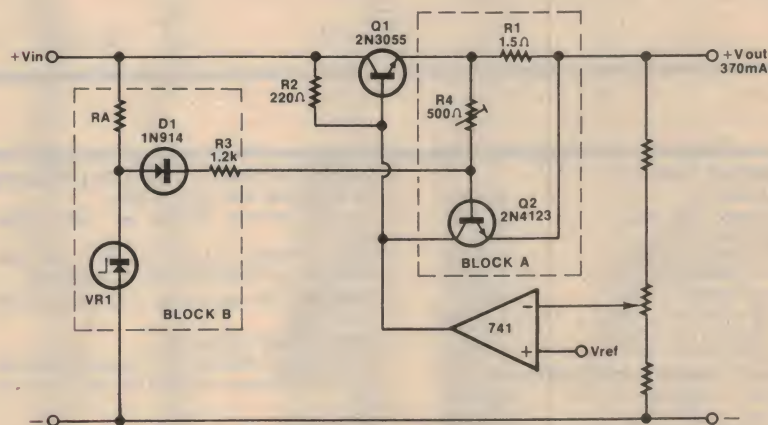 Q1
2N3055
R1
1.5Ω
+Vin
+Vout
370mA
R2
220Ω
R4
500Ω
RA
D1
1N914
R3
1.2k
Q2
2N4123
BLOCK A
VR1
BLOCK B
741
−
+
Vref
−
−